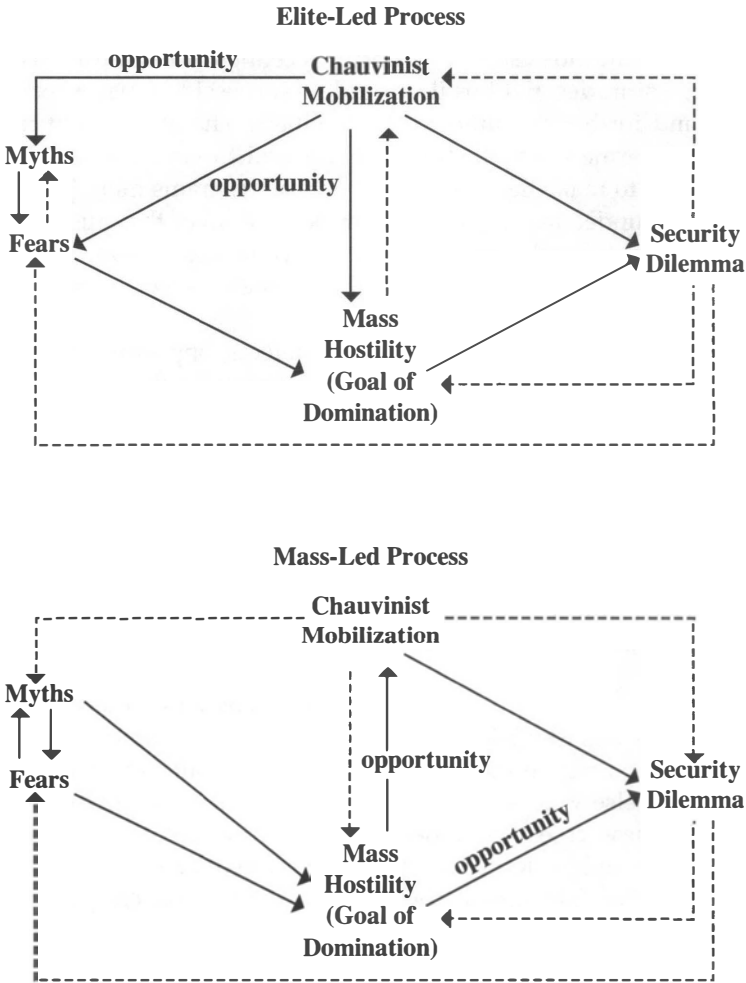 Elite-Led Process
opportunity
Chauvinist
Mobilization
Myths
opportunity
Fears
Security
Dilemma
Mass
Hostility
(Goal of
Domination)
Mass-Led Process
Chauvinist
Mobilization
Myths
opportunity
Fears
Security
Dilemma
opportunity
Mass
Hostility
(Goal of
Domination)